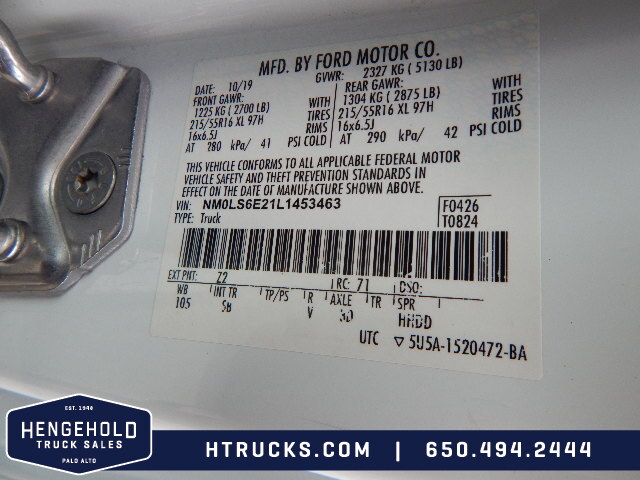 MFD. BY FORD MOTOR CO.
DATE: 10/19 GVWR: 2327 KG ( 5130 LB)
FRONT GAWR: REAR GAWR:
1225 KG ( 2700 LB) WITH 1304 KG ( 2875 LB) WITH
215/55R16 XL 97H TIRES 215/55R16 XL 97H TIRES
16x6.5J RIMS 16x6.5J RIMS
AT 280 kPa/ 41 PSI COLD AT 290 kPa/ 42 PSI COLD
THIS VEHICLE CONFORMS TO ALL APPLICABLE FEDERAL MOTOR
VEHICLE SAFETY AND THEFT PREVENTION STANDARDS IN
EFFECT ON THE DATE OF MANUFACTURE SHOWN ABOVE.
VIN: NM0LS6E21L1453463 F0426
TYPE: Truck T0824
EXT PNT: Z2 RC: 71 DSO:
WB INT TR TP/PS R AXLE TR SPR
105 SB V 3D HHDD
UTC ▽ 5U5A-1520472-BA
EST. 1948
HENGEHOLD
TRUCK SALES
PALO ALTO
HTRUCKS.COM | 650.494.2444